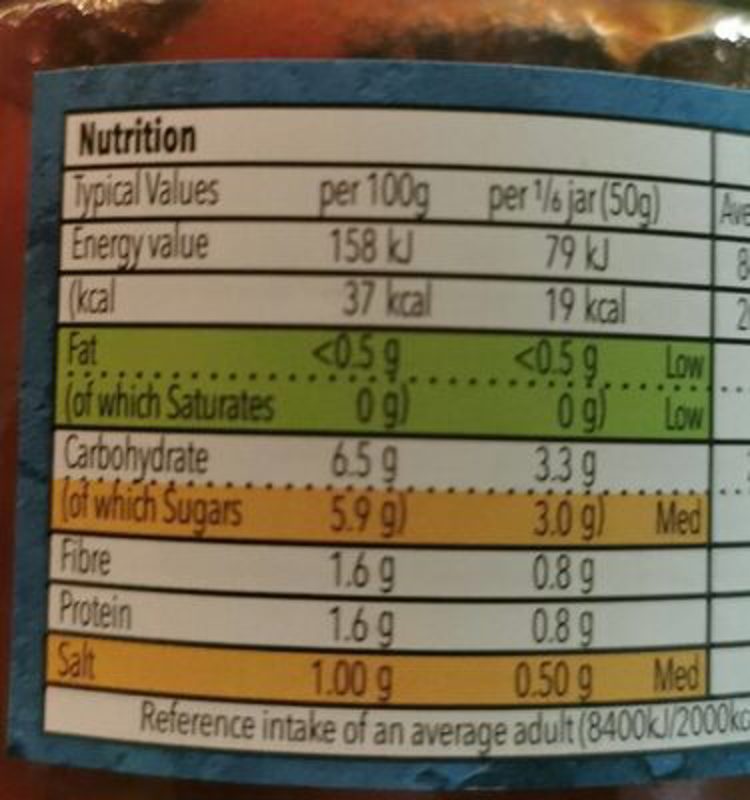 Nutrition
Typical Values per 100g per 1/6 jar (50g)
Energy value 158 kJ 79 kJ
(kcal 37 kcal 19 kcal
Fat <0.5 g <0.5 g Low
(of which Saturates 0 g) 0 g) Low
Carbohydrate 6.5 g 3.3 g
(of which Sugars 5.9 g) 3.0 g) Med
Fibre 1.6 g 0.8 g
Protein 1.6 g 0.8 g
Salt 1.00 g 0.50 g Med
Reference intake of an average adult (8400kJ/2000kc